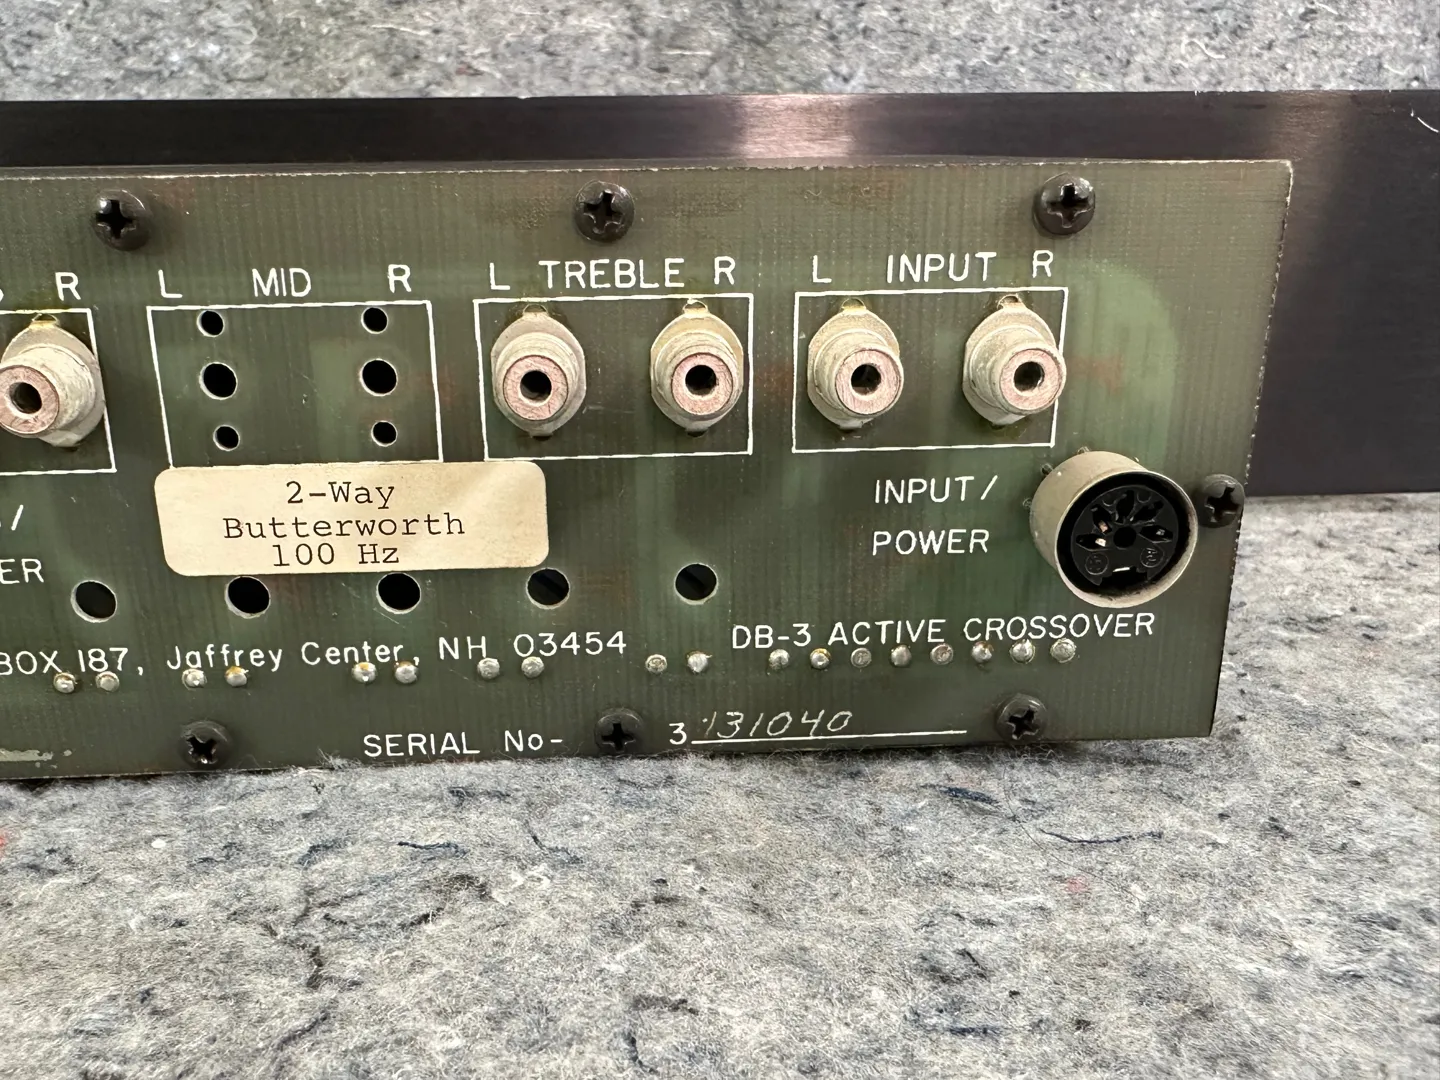 R
L MID R
L TREBLE R
L INPUT R
2-Way
Butterworth
100 Hz
INPUT/
POWER
/
ER
BOX 187, Jaffrey Center, NH 03454
DB-3 ACTIVE CROSSOVER
SERIAL No- 3 131040